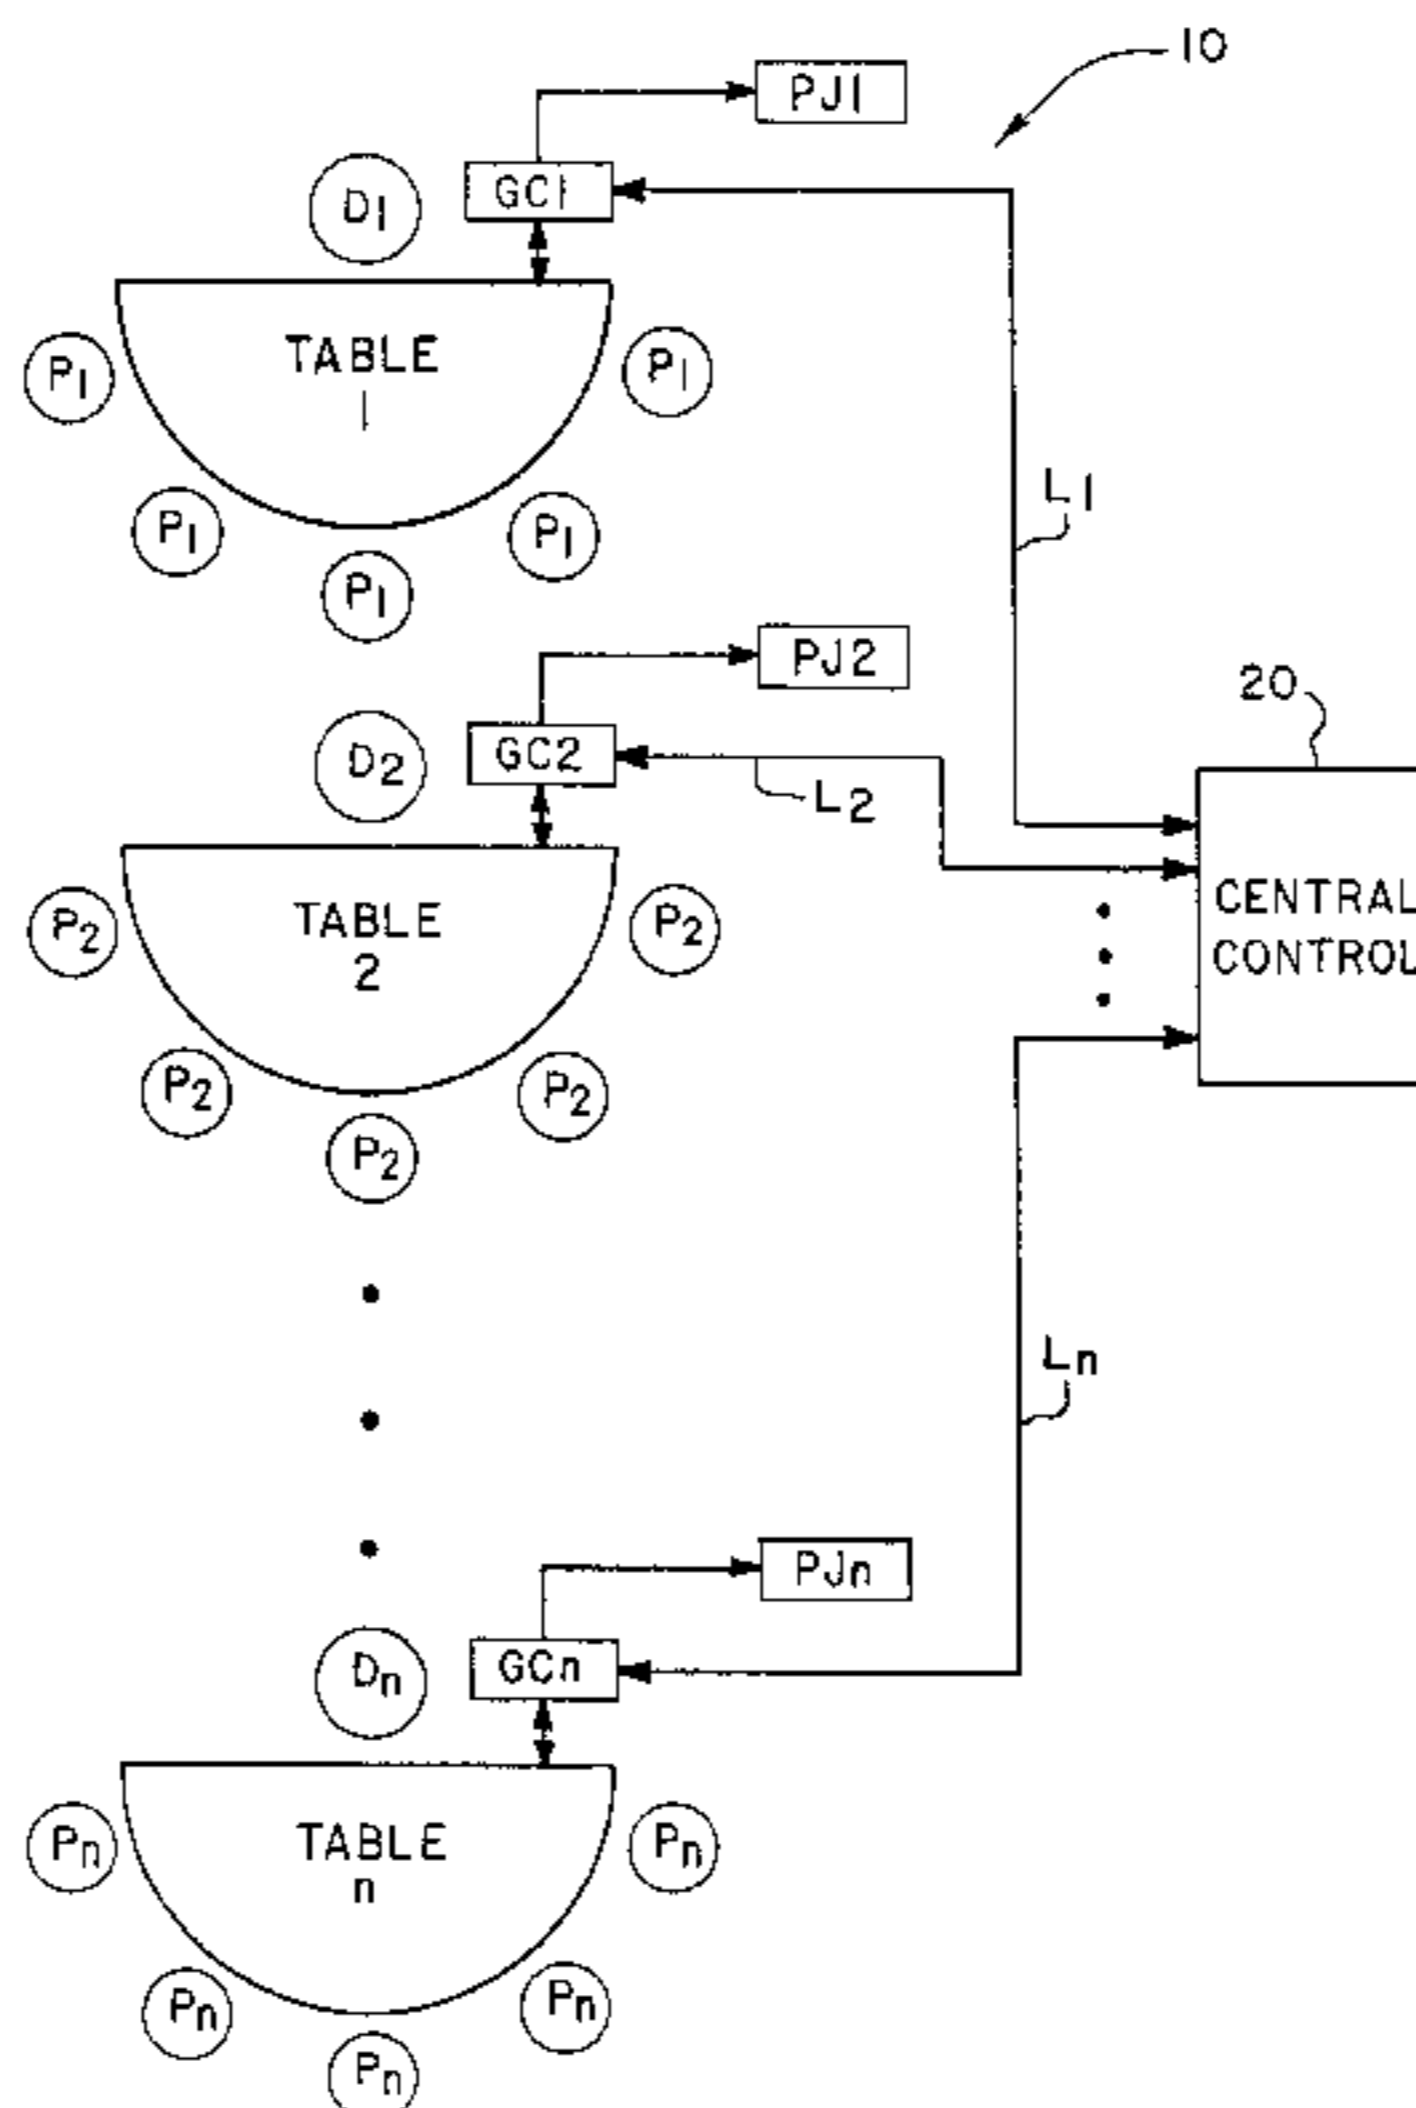 10
PJ1
GC1
D1
TABLE
1
P1
P1
P1
P1
P1
L1
PJ2
20
GC2
D2
L2
TABLE
2
CENTRAL
CONTROL
P2
P2
P2
P2
P2
Ln
PJn
GCn
Dn
TABLE
n
Pn
Pn
Pn
Pn
Pn